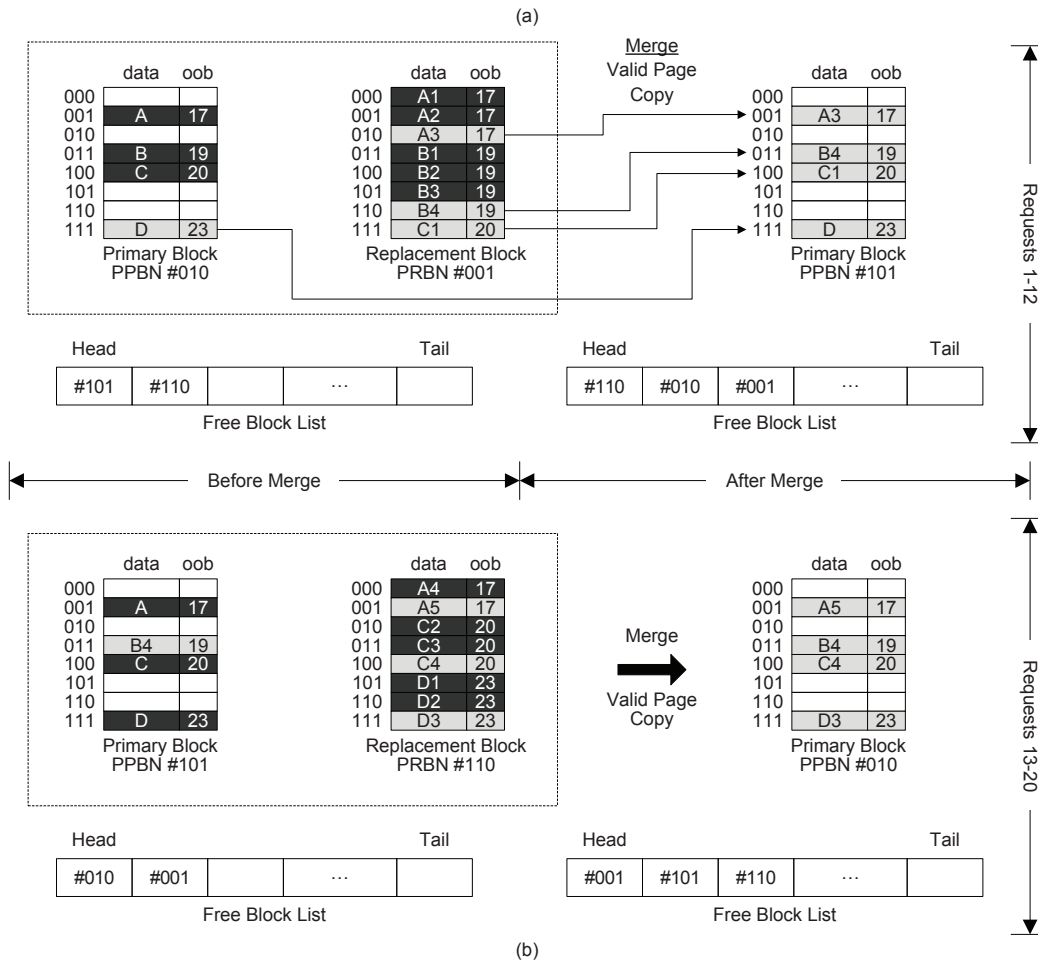 (a)
data oob
000
001 A 17
010
011 B 19
100 C 20
101
110
111 D 23
Primary Block
PPBN #010
data oob
000 A1 17
001 A2 17
010 A3 17
011 B1 19
100 B2 19
101 B3 19
110 B4 19
111 C1 20
Replacement Block
PRBN #001
Merge
Valid Page
Copy
data oob
000
001 A3 17
010
011 B4 19
100 C1 20
101
110
111 D 23
Primary Block
PPBN #101
Requests 1-12
Head Tail
#101 #110 ...
Free Block List
Head Tail
#110 #010 #001 ...
Free Block List
Before Merge
After Merge
data oob
000
001 A 17
010
011 B4 19
100 C 20
101
110
111 D 23
Primary Block
PPBN #101
data oob
000 A4 17
001 A5 17
010 C2 20
011 C3 20
100 C4 20
101 D1 23
110 D2 23
111 D3 23
Replacement Block
PRBN #110
Merge
Valid Page
Copy
data oob
000
001 A5 17
010
011 B4 19
100 C4 20
101
110
111 D3 23
Primary Block
PPBN #010
Requests 13-20
Head Tail
#010 #001 ...
Free Block List
Head Tail
#001 #101 #110 ...
Free Block List
(b)